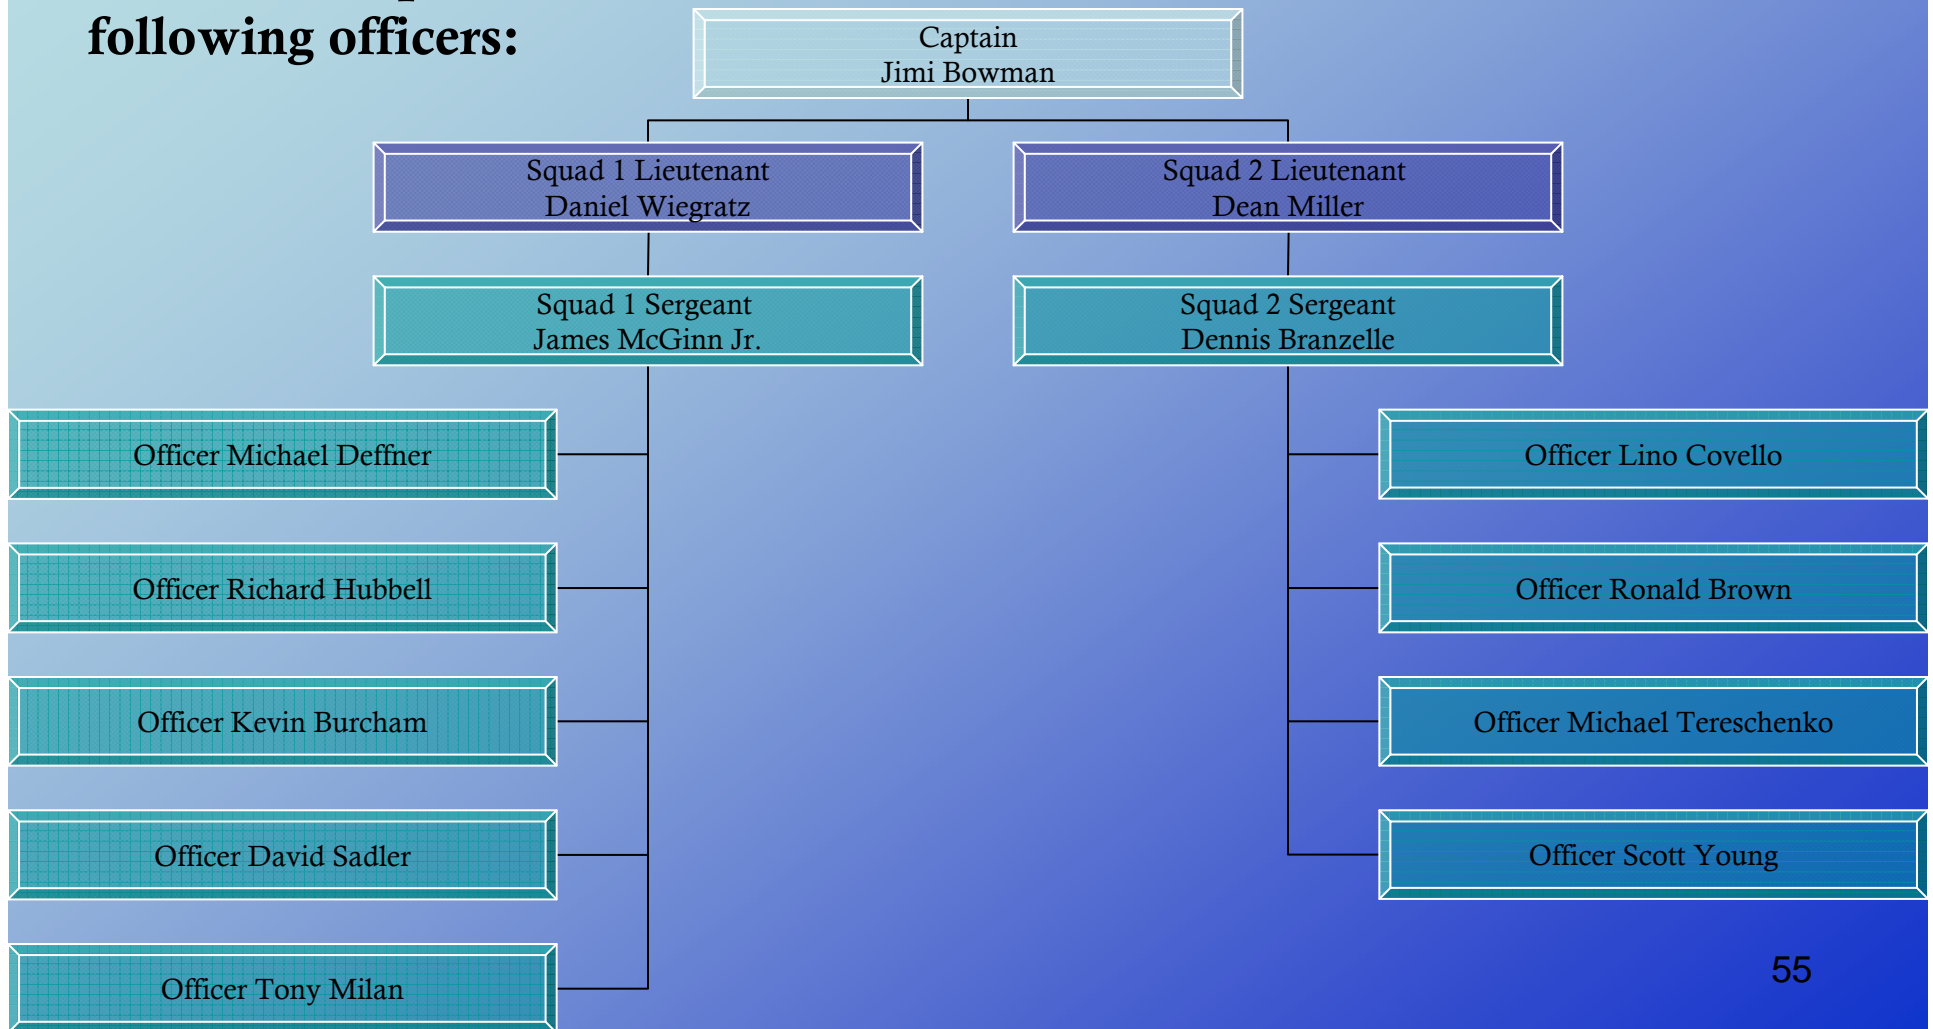 following officers:
Captain
Jimi Bowman
Squad 1 Lieutenant
Daniel Wiegratz
Squad 2 Lieutenant
Dean Miller
Squad 1 Sergeant
James McGinn Jr.
Squad 2 Sergeant
Dennis Branzelle
Officer Michael Deffner
Officer Lino Covello
Officer Richard Hubbell
Officer Ronald Brown
Officer Kevin Burcham
Officer Michael Tereschenko
Officer David Sadler
Officer Scott Young
Officer Tony Milan
55